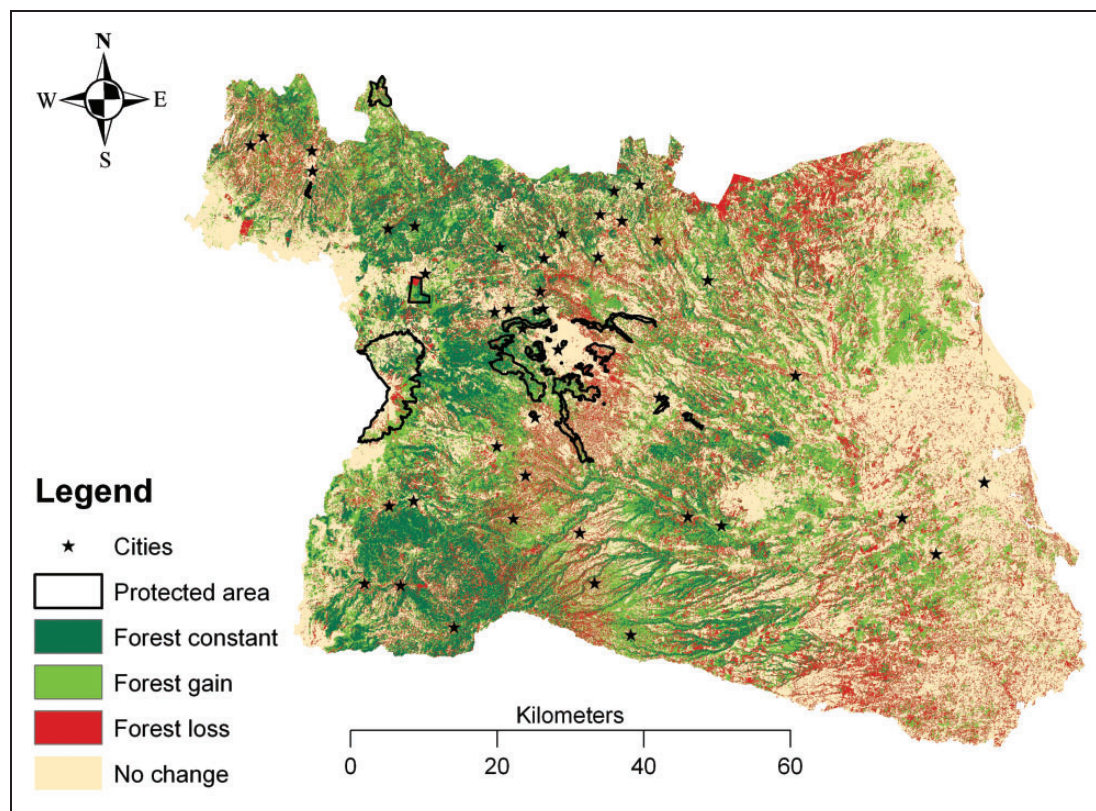 N
W E
S
Legend
Cities
Protected area
Forest constant
Forest gain
Forest loss
No change
Kilometers
0 20 40 60